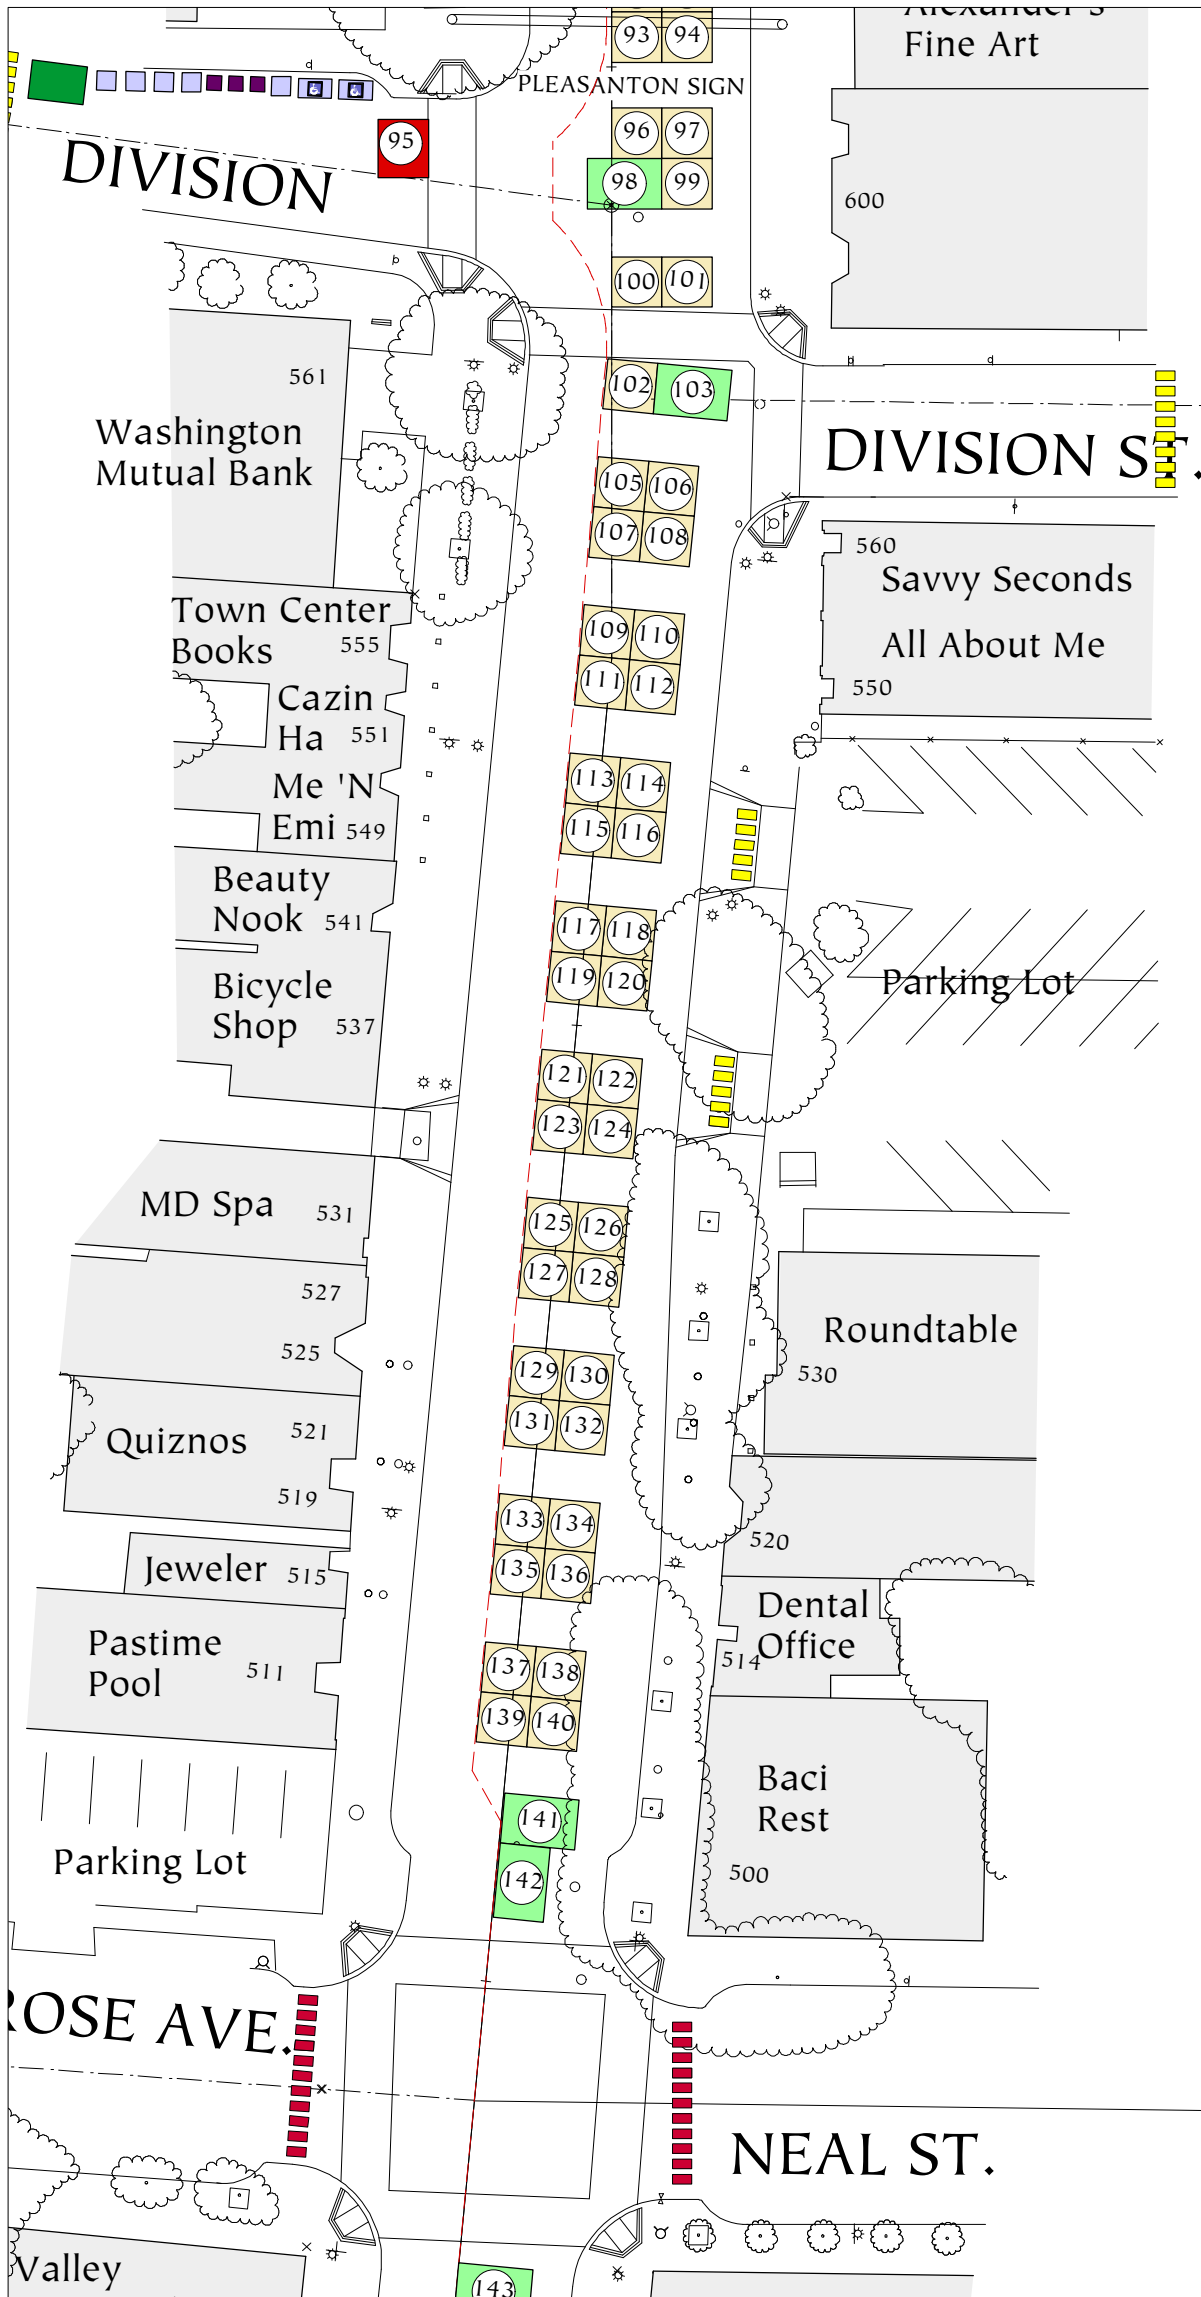 93 94
Alexander's
Fine Art
PLEASANTON SIGN
95
96 97
98 99
DIVISION
600
100 101
561
Washington
Mutual Bank
102 103
DIVISION ST.
105 106
107 108
560
Savvy Seconds
All About Me
550
Town Center
Books 555
109 110
111 112
Cazin
Ha 551
Me 'N
Emi 549
113 114
115 116
Beauty
Nook 541
117 118
119 120
Bicycle
Shop 537
Parking Lot
121 122
123 124
MD Spa 531
125 126
127 128
527
525
Roundtable
530
129 130
131 132
Quiznos 521
519
133 134
135 136
520
Jeweler 515
Dental
Office
514
Pastime
Pool 511
137 138
139 140
Baci
Rest
500
141
142
Parking Lot
ROSE AVE.
NEAL ST.
Valley
143